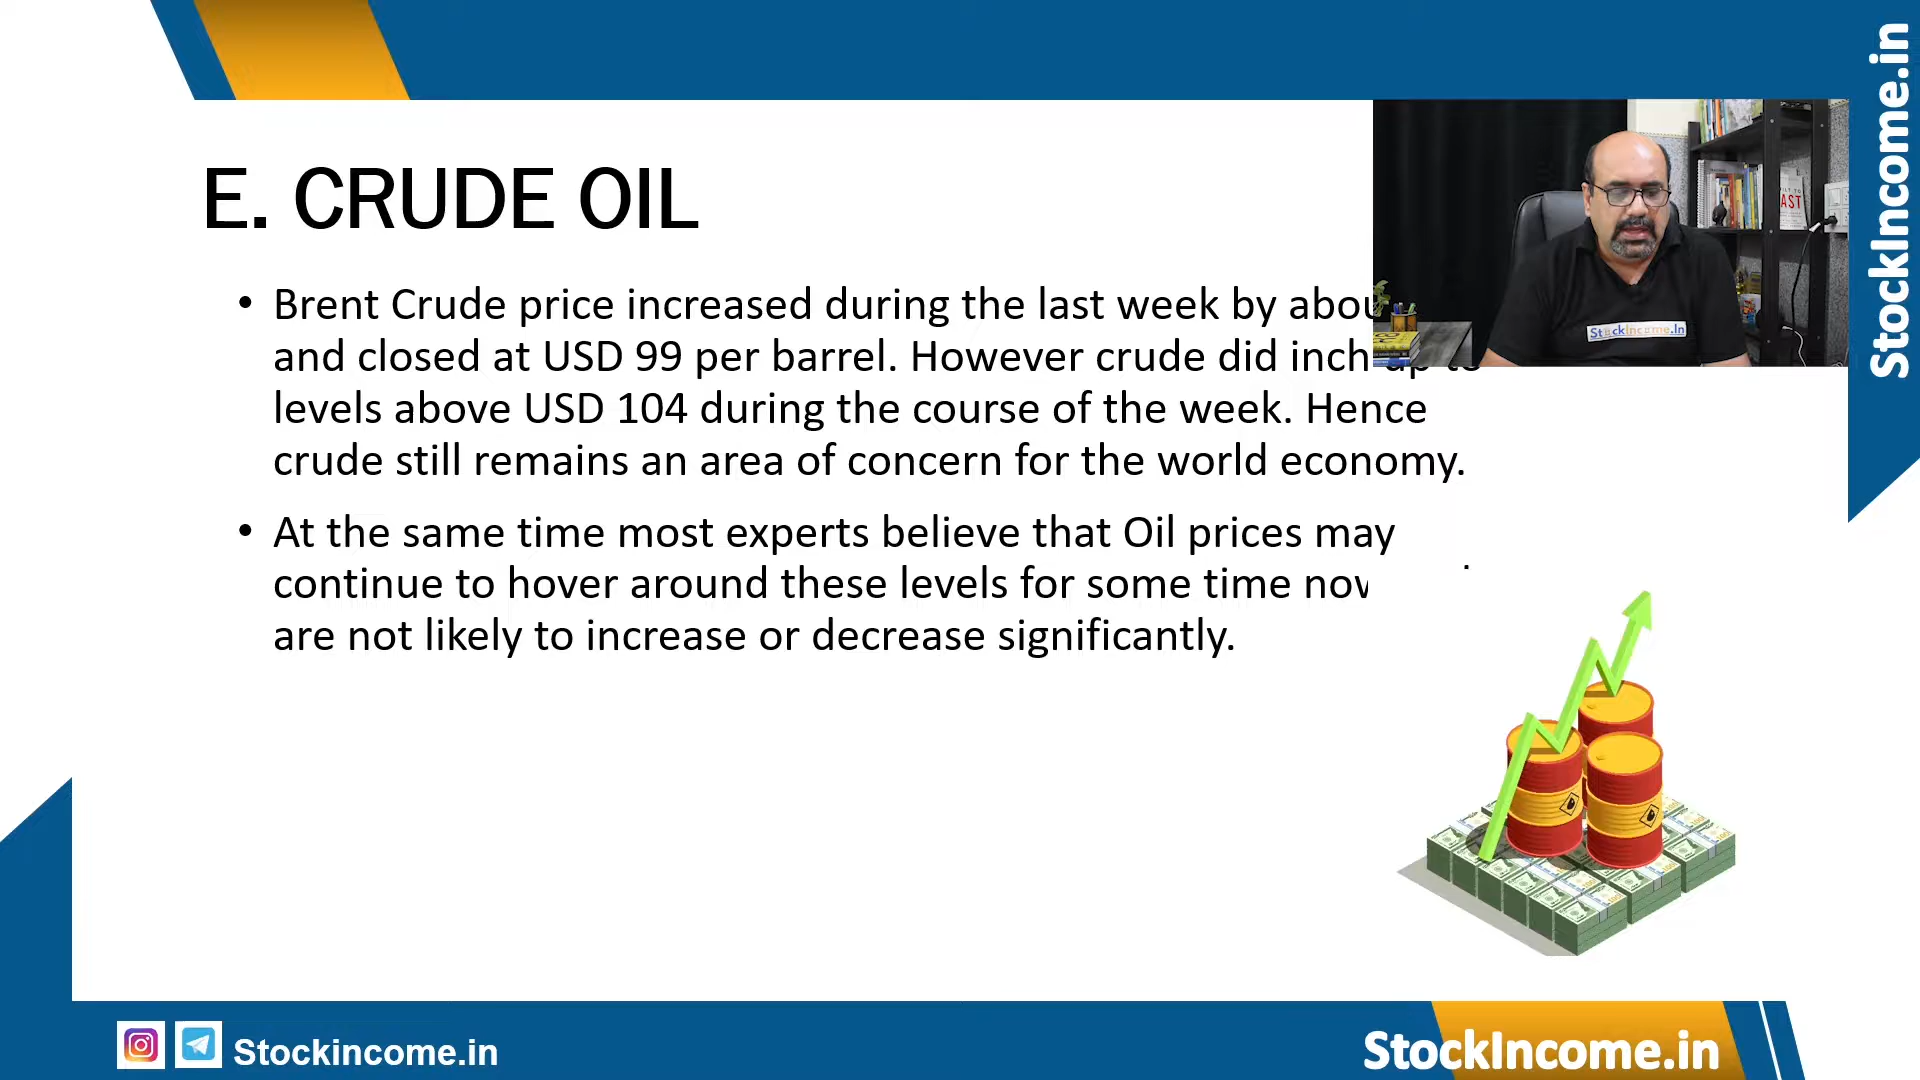 E. CRUDE OIL
• Brent Crude price increased during the last week by
and closed at USD 99 per barrel. However crude did inch up to
levels above USD 104 during the course of the week. Hence
crude still remains an area of concern for the world economy.
• At the same time most experts believe that Oil prices may
continue to hover around these levels for some time
are not likely to increase or decrease significantly.
StockIncome.in
StockIncome.In
Stockincome.in
StockIncome.in